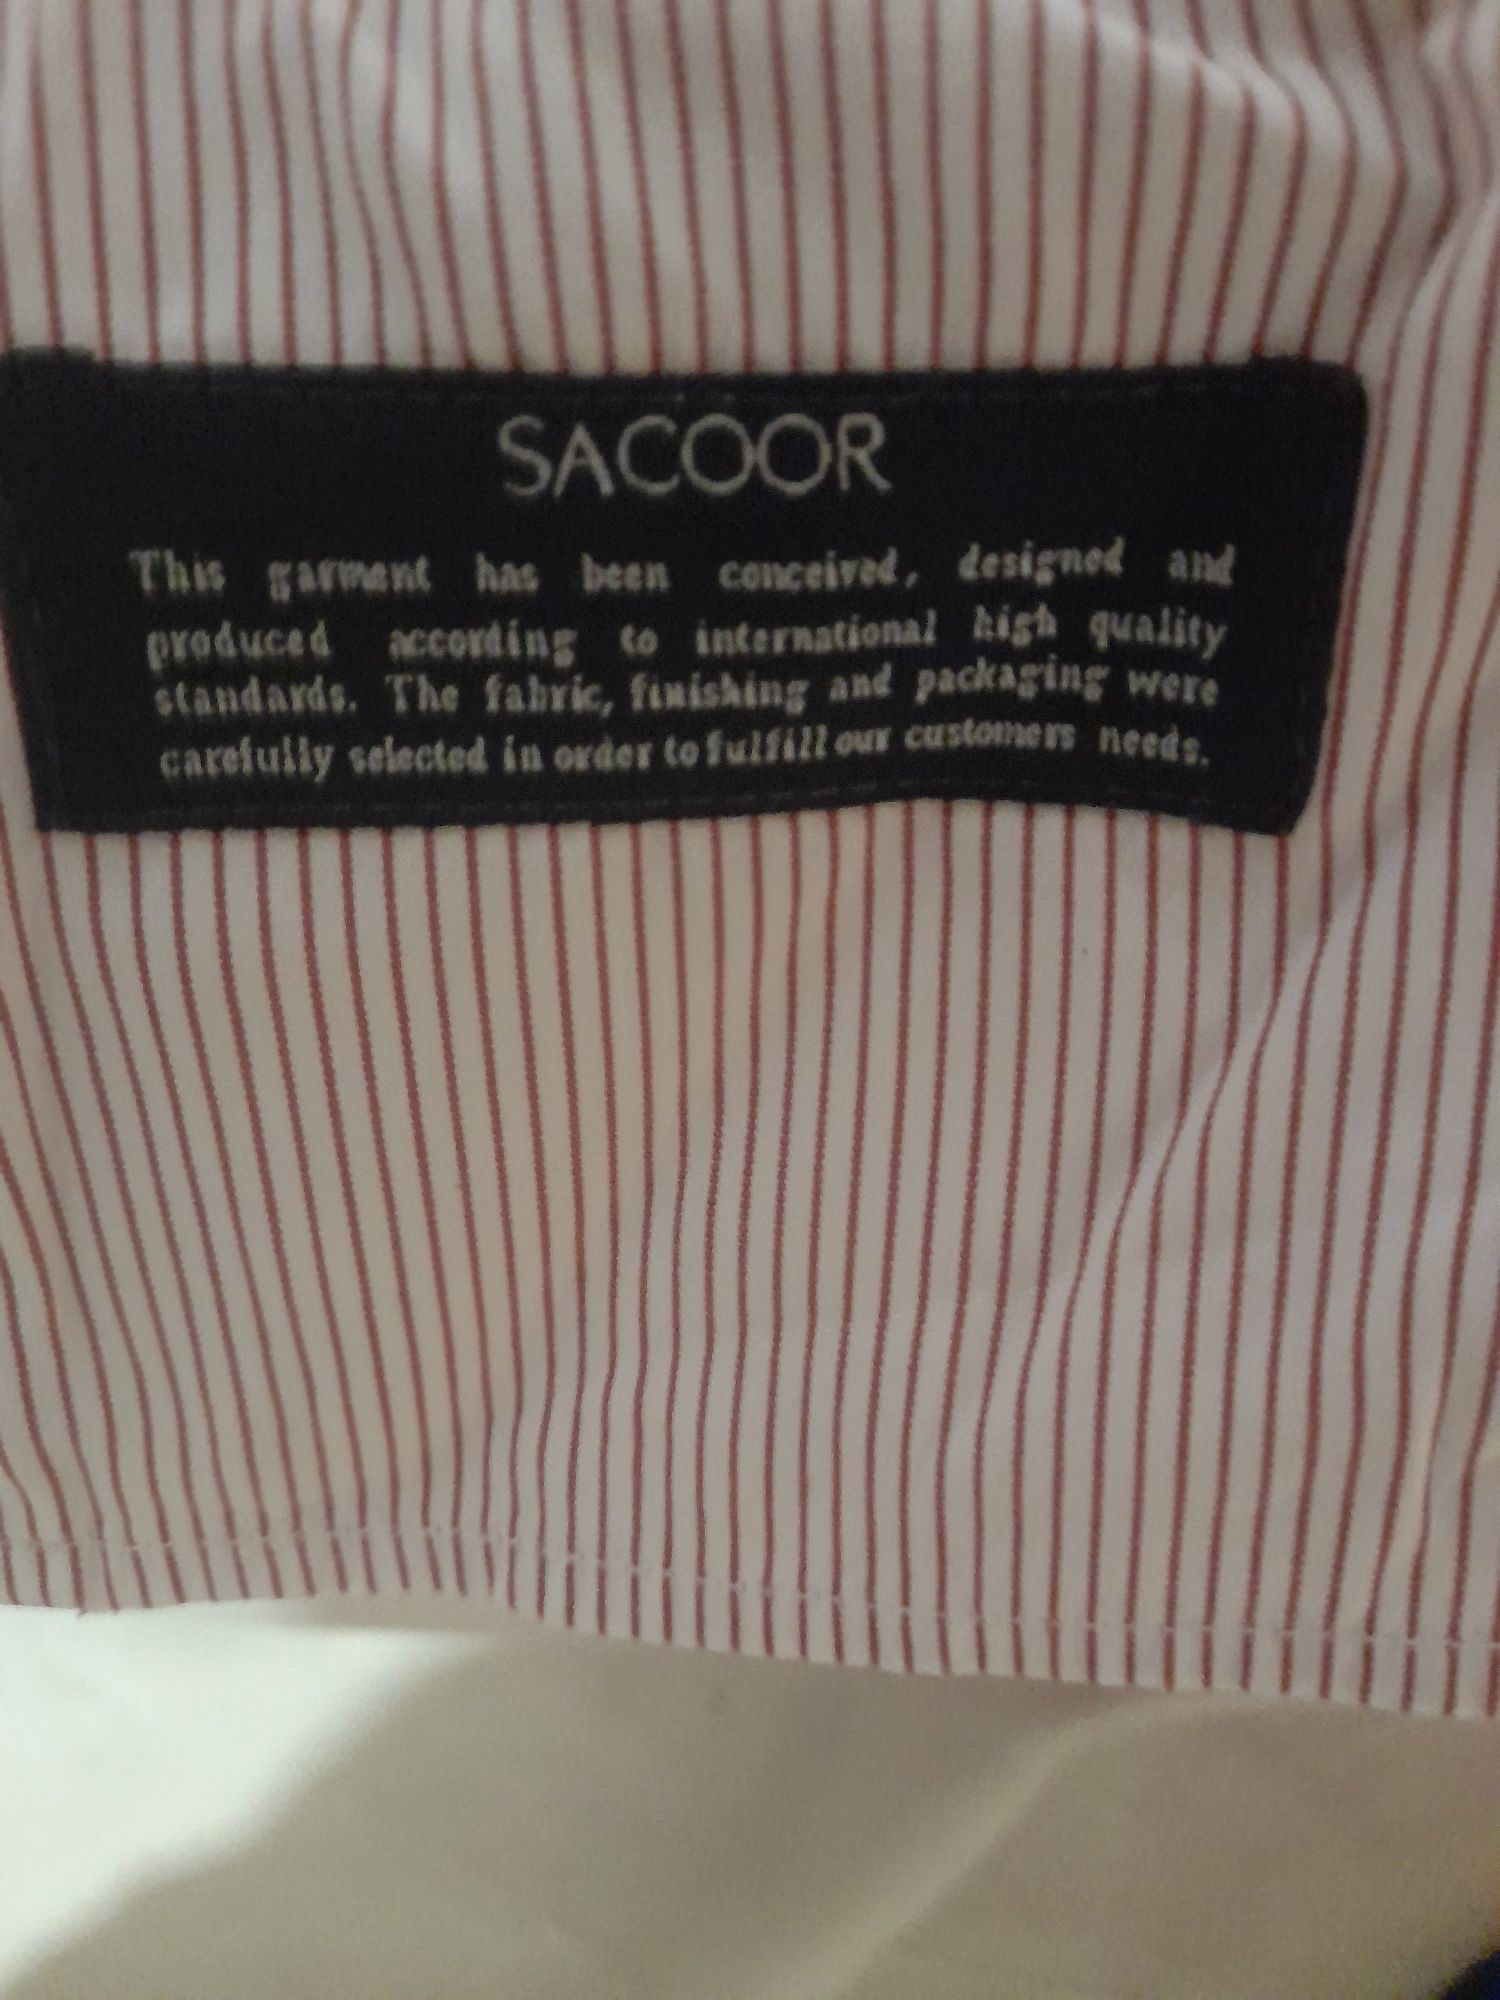 SACOOR
This garment has been conceived, designed and
produced according to international high quality
standards. The fabric, finishing and packaging were
carefully selected in order to fulfill our customers needs.